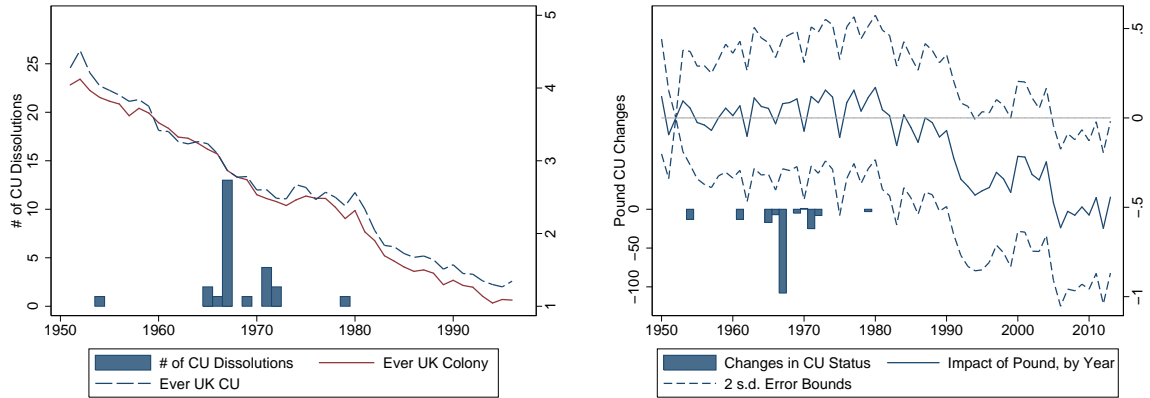 # of CU Dissolutions
0 5 10 15 20 25
1 2 3 4 5
1950 1960 1970 1980 1990
# of CU Dissolutions Ever UK Colony
Ever UK CU
Pound CU Changes
−100 −50 0
−1 −.5 0 .5
1950 1960 1970 1980 1990 2000 2010
Changes in CU Status Impact of Pound, by Year
2 s.d. Error Bounds